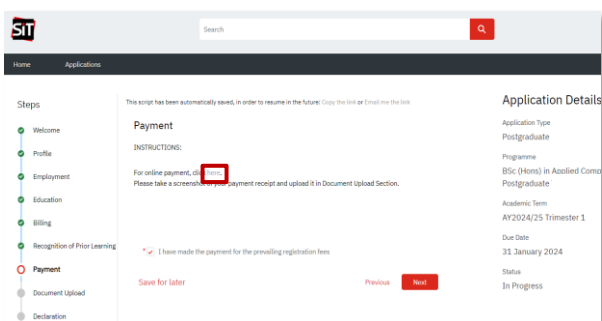 SiT
Search
Home Applications
Steps
Welcome
Profile
Employment
Education
Billing
Recognition of Prior Learning
Payment
Document Upload
Declaration
This script has been automatically saved, in order to resume in the future: Copy the link or Email me the link
Payment
INSTRUCTIONS:
For online payment, click here.
Please take a screenshot of your payment receipt and upload it in Document Upload Section.
* I have made the payment for the prevailing registration fees
Save for later Previous Next
Application Details
Application Type
Postgraduate
Programme
BSc (Hons) in Applied Comp
Postgraduate
Academic Term
AY2024/25 Trimester 1
Due Date
31 January 2024
Status
In Progress